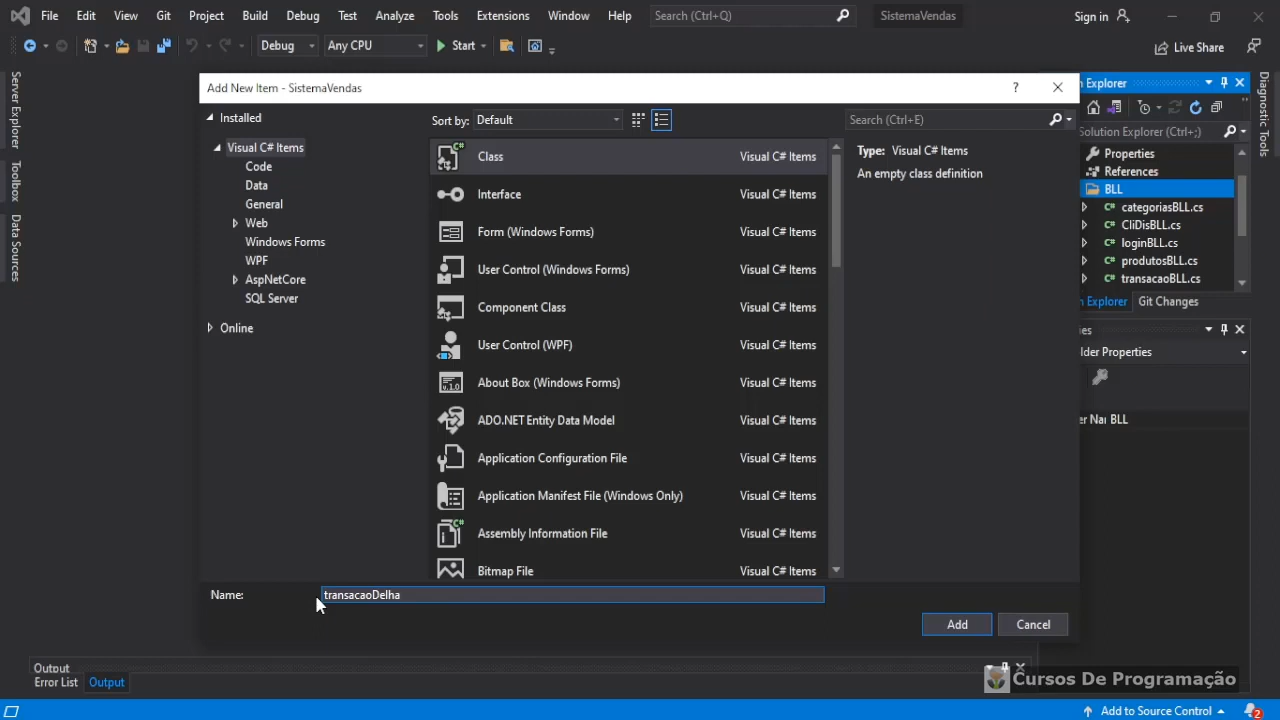 File Edit View Git Project Build Debug Test Analyze Tools Extensions Window Help Search (Ctrl+Q) SistemaVendas Sign in
Debug Any CPU Start Live Share
Server Explorer
Toolbox
Data Sources
Add New Item - SistemaVendas ?
Installed
Visual C# Items
Code
Data
General
Web
Windows Forms
WPF
AspNetCore
SQL Server
Online
Sort by: Default
Class Visual C# Items
Interface Visual C# Items
Form (Windows Forms) Visual C# Items
User Control (Windows Forms) Visual C# Items
Component Class Visual C# Items
User Control (WPF) Visual C# Items
About Box (Windows Forms) Visual C# Items
ADO.NET Entity Data Model Visual C# Items
Application Configuration File Visual C# Items
Application Manifest File (Windows Only) Visual C# Items
Assembly Information File Visual C# Items
Bitmap File Visual C# Items
Search (Ctrl+E)
Type: Visual C# Items
An empty class definition
Name: transacaoDelha
Add Cancel
Explorer
Solution Explorer (Ctrl+;)
Properties
References
BLL
C# categoriasBLL.cs
C# CliDisBLL.cs
C# loginBLL.cs
C# produtosBLL.cs
C# transacaoBLL.cs
n Explorer Git Changes
es
lder Properties
er Nar BLL
Diagnostic Tools
Output
Error List Output
Cursos De Programação
Add to Source Control 2